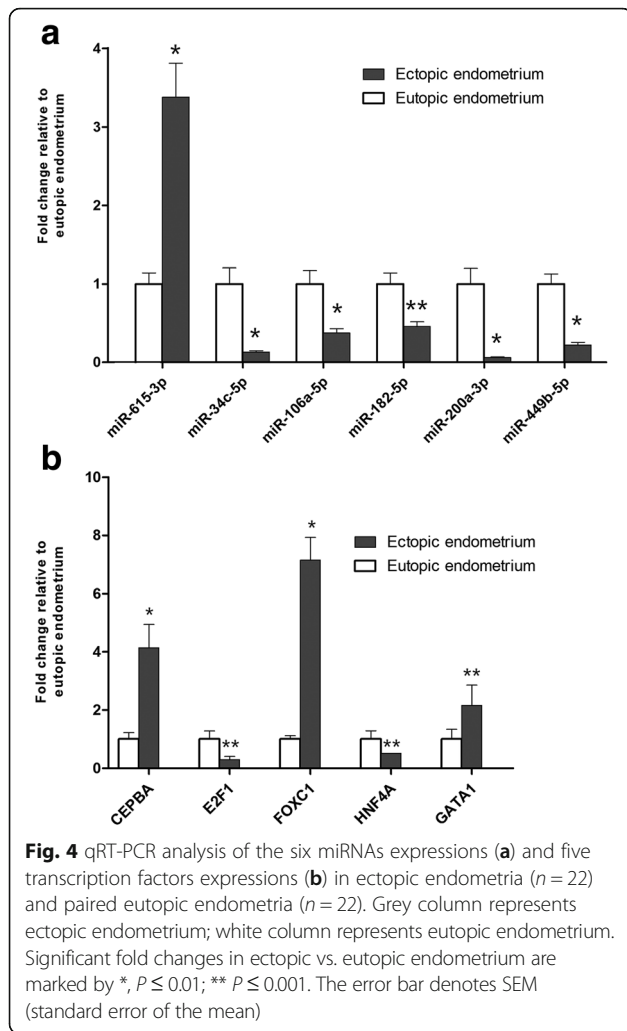 a
Fold change relative to
eutopic endometrium
4
3
2
1
0
*
*
*
**
*
*
Ectopic endometrium
Eutopic endometrium
miR-615-3p
miR-34c-5p
miR-106a-5p
miR-182-5p
miR-200a-3p
miR-449b-5p
b
Fold change relative to
eutopic endometrium
10
8
6
4
2
0
*
**
*
**
**
Ectopic endometrium
Eutopic endometrium
CEPBA
E2F1
FOXC1
HNF4A
GATA1
Fig. 4 qRT-PCR analysis of the six miRNAs expressions (a) and five
transcription factors expressions (b) in ectopic endometria (n = 22)
and paired eutopic endometria (n = 22). Grey column represents
ectopic endometrium; white column represents eutopic endometrium.
Significant fold changes in ectopic vs. eutopic endometrium are
marked by *, P ≤ 0.01; ** P ≤ 0.001. The error bar denotes SEM
(standard error of the mean)